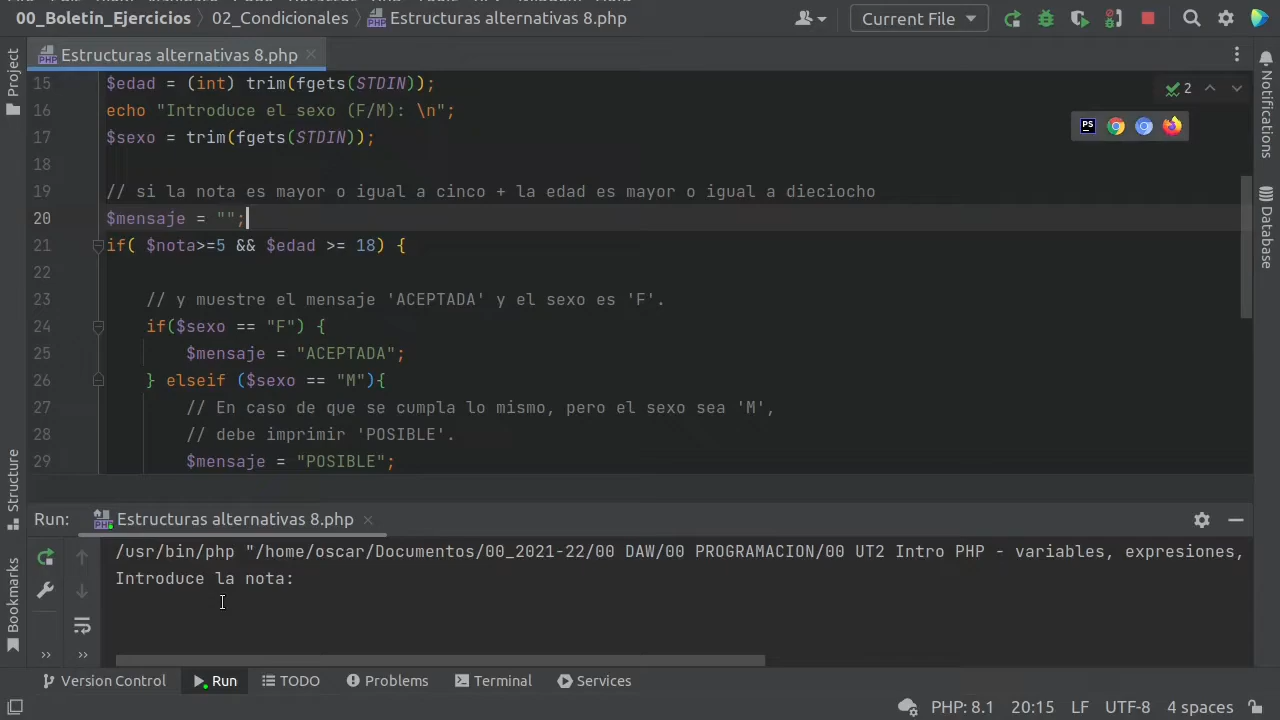 00_Boletin_Ejercicios 02_Condicionales Estructuras alternativas 8.php Current File
Project
Estructuras alternativas 8.php
15 $edad = (int) trim(fgets(STDIN));
16 echo "Introduce el sexo (F/M): \n";
17 $sexo = trim(fgets(STDIN));
18
19 // si la nota es mayor o igual a cinco + la edad es mayor o igual a dieciocho
20 $mensaje = "";
21 if( $nota>=5 && $edad >= 18) {
22
23 // y muestre el mensaje 'ACEPTADA' y el sexo es 'F'.
24 if($sexo == "F") {
25 $mensaje = "ACEPTADA";
26 } elseif ($sexo == "M"){
27 // En caso de que se cumpla lo mismo, pero el sexo sea 'M',
28 // debe imprimir 'POSIBLE'.
29 $mensaje = "POSIBLE";
2
PS
Notifications
Database
Structure
Bookmarks
Run: Estructuras alternativas 8.php
/usr/bin/php "/home/oscar/Documentos/00_2021-22/00 DAW/00 PROGRAMACION/00 UT2 Intro PHP - variables, expresiones,
Introduce la nota:
Version Control Run TODO Problems Terminal Services
PHP: 8.1 20:15 LF UTF-8 4 spaces